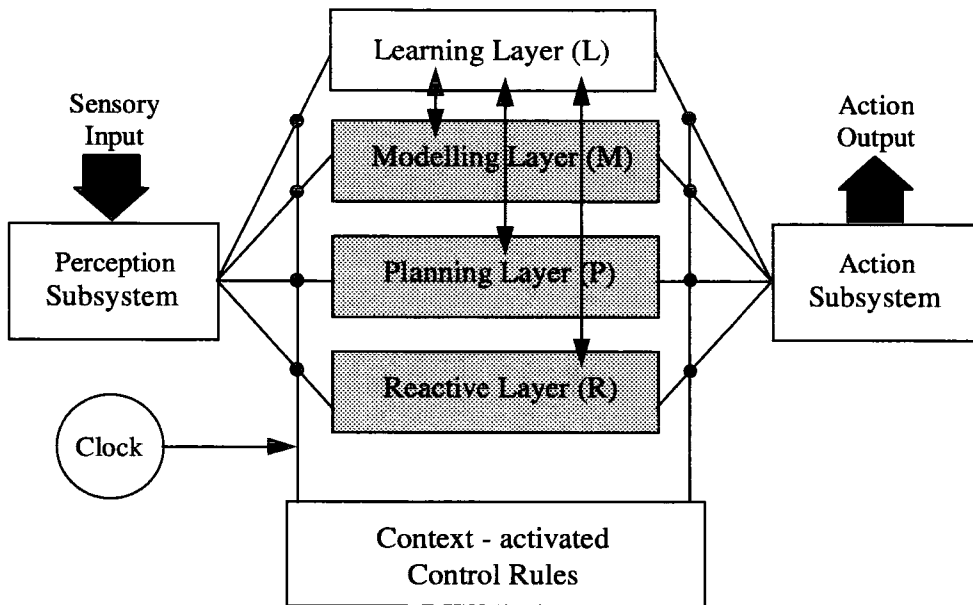 Learning Layer (L)
Sensory
Input
Action
Output
Modelling Layer (M)
Perception
Subsystem
Planning Layer (P)
Action
Subsystem
Reactive Layer (R)
Clock
Context - activated
Control Rules